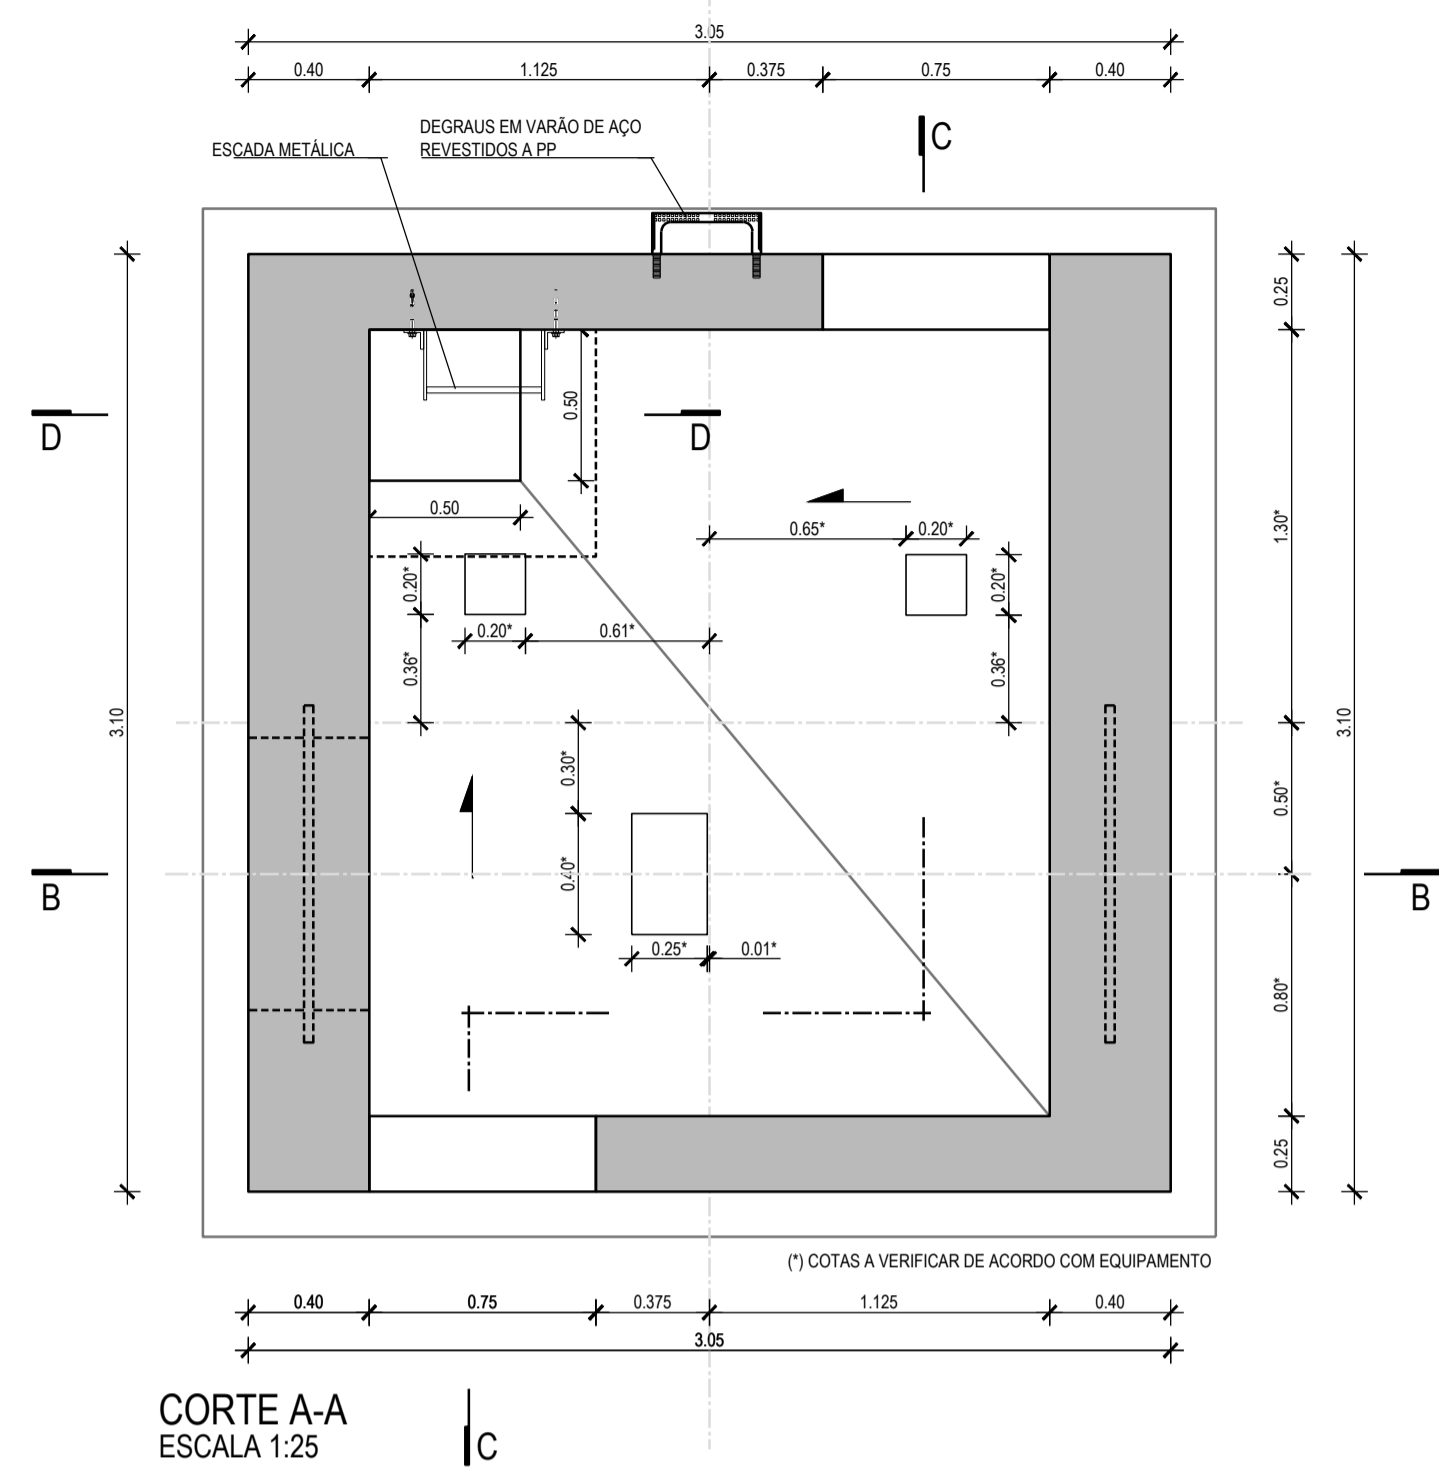 3.05
0.40
1.125
0.375
0.75
0.40
DEGRAUS EM VARÃO DE AÇO
REVESTIDOS A PP
ESCADA METÁLICA
C
0.25
D
D
0.50
0.50
0.65*
0.20*
1.30*
0.20*
0.20*
0.20*
0.61*
0.36*
0.36*
3.10
3.10
0.30*
0.50*
0.40*
B
B
0.25*
0.01*
0.80*
0.25
(*) COTAS A VERIFICAR DE ACORDO COM EQUIPAMENTO
0.40
0.75
0.375
1.125
0.40
3.05
CORTE A-A
ESCALA 1:25
C